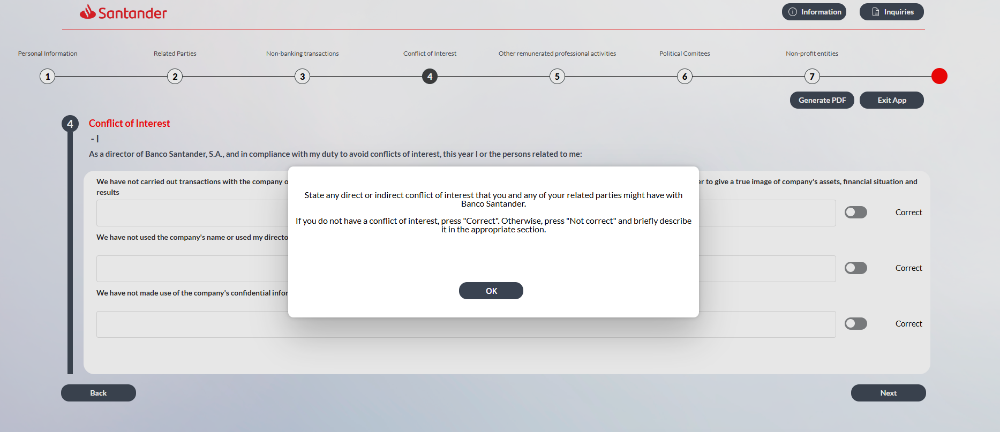 Santander
Information
Inquiries
Personal Information
Related Parties
Non-banking transactions
Conflict of Interest
Other remunerated professional activities
Political Comitees
Non-profit entities
1
2
3
4
5
6
7
Generate PDF
Exit App
4
Conflict of Interest
- I
As a director of Banco Santander, S.A., and in compliance with my duty to avoid conflicts of interest, this year I or the persons related to me:
We have not carried out transactions with the company
to give a true image of company's assets, financial situation and
results
Correct
We have not used the company's name or used my
Correct
We have not made use of the company's confidential
Correct
State any direct or indirect conflict of interest that you and any of your related parties might have with
Banco Santander.
If you do not have a conflict of interest, press "Correct". Otherwise, press "Not correct" and briefly describe
it in the appropriate section.
OK
Back
Next